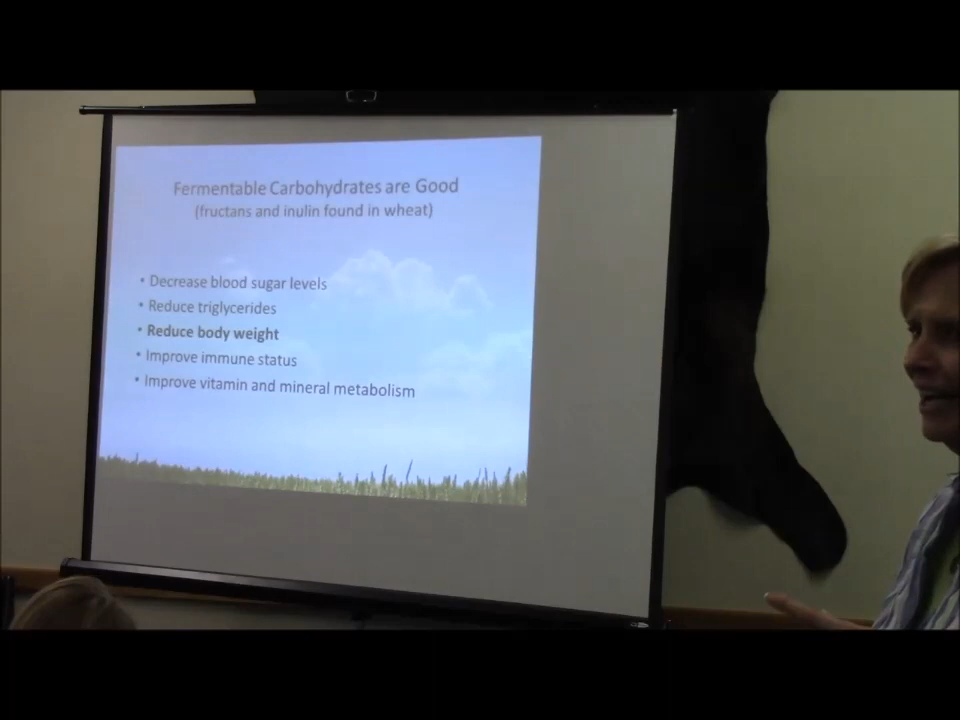 Fermentable Carbohydrates are Good
(fructans and inulin found in wheat)
• Decrease blood sugar levels
• Reduce triglycerides
• Reduce body weight
• Improve immune status
• Improve vitamin and mineral metabolism